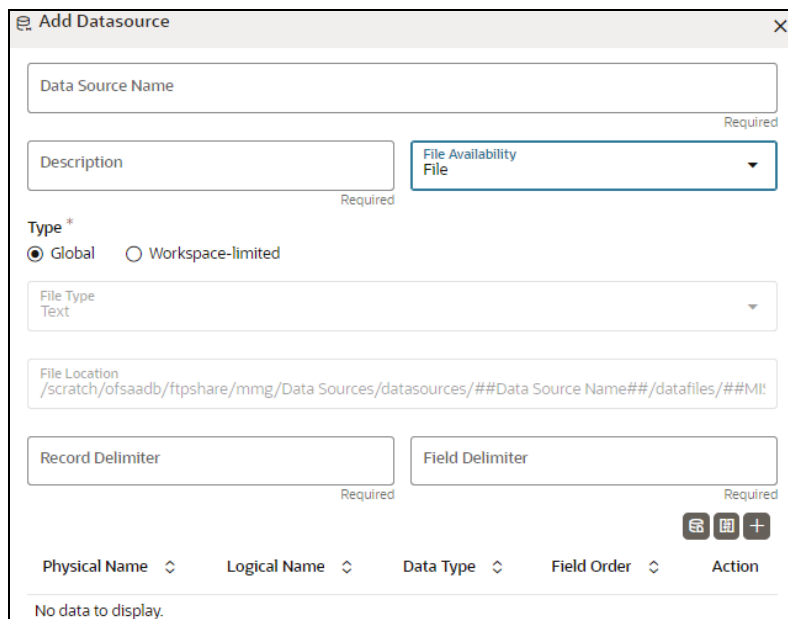 Add Datasource
Data Source Name
Required
Description
File Availability
File
Required
Type *
Global Workspace-limited
File Type
Text
File Location
/scratch/ofsaadb/ftpshare/mmg/Data Sources/datasources/##Data Source Name##/datafiles/##MIS
Record Delimiter Field Delimiter
Required Required
Physical Name Logical Name Data Type Field Order Action
No data to display.